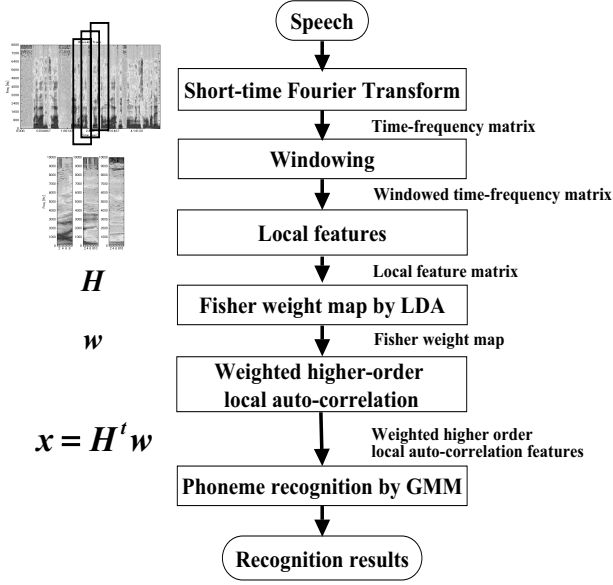 Speech
Short-time Fourier Transform
Time-frequency matrix
Windowing
Windowed time-frequency matrix
Local features
Local feature matrix
H
Fisher weight map by LDA
w
Fisher weight map
Weighted higher-order
local auto-correlation
x = H^t w
Weighted higher order
local auto-correlation features
Phoneme recognition by GMM
Recognition results